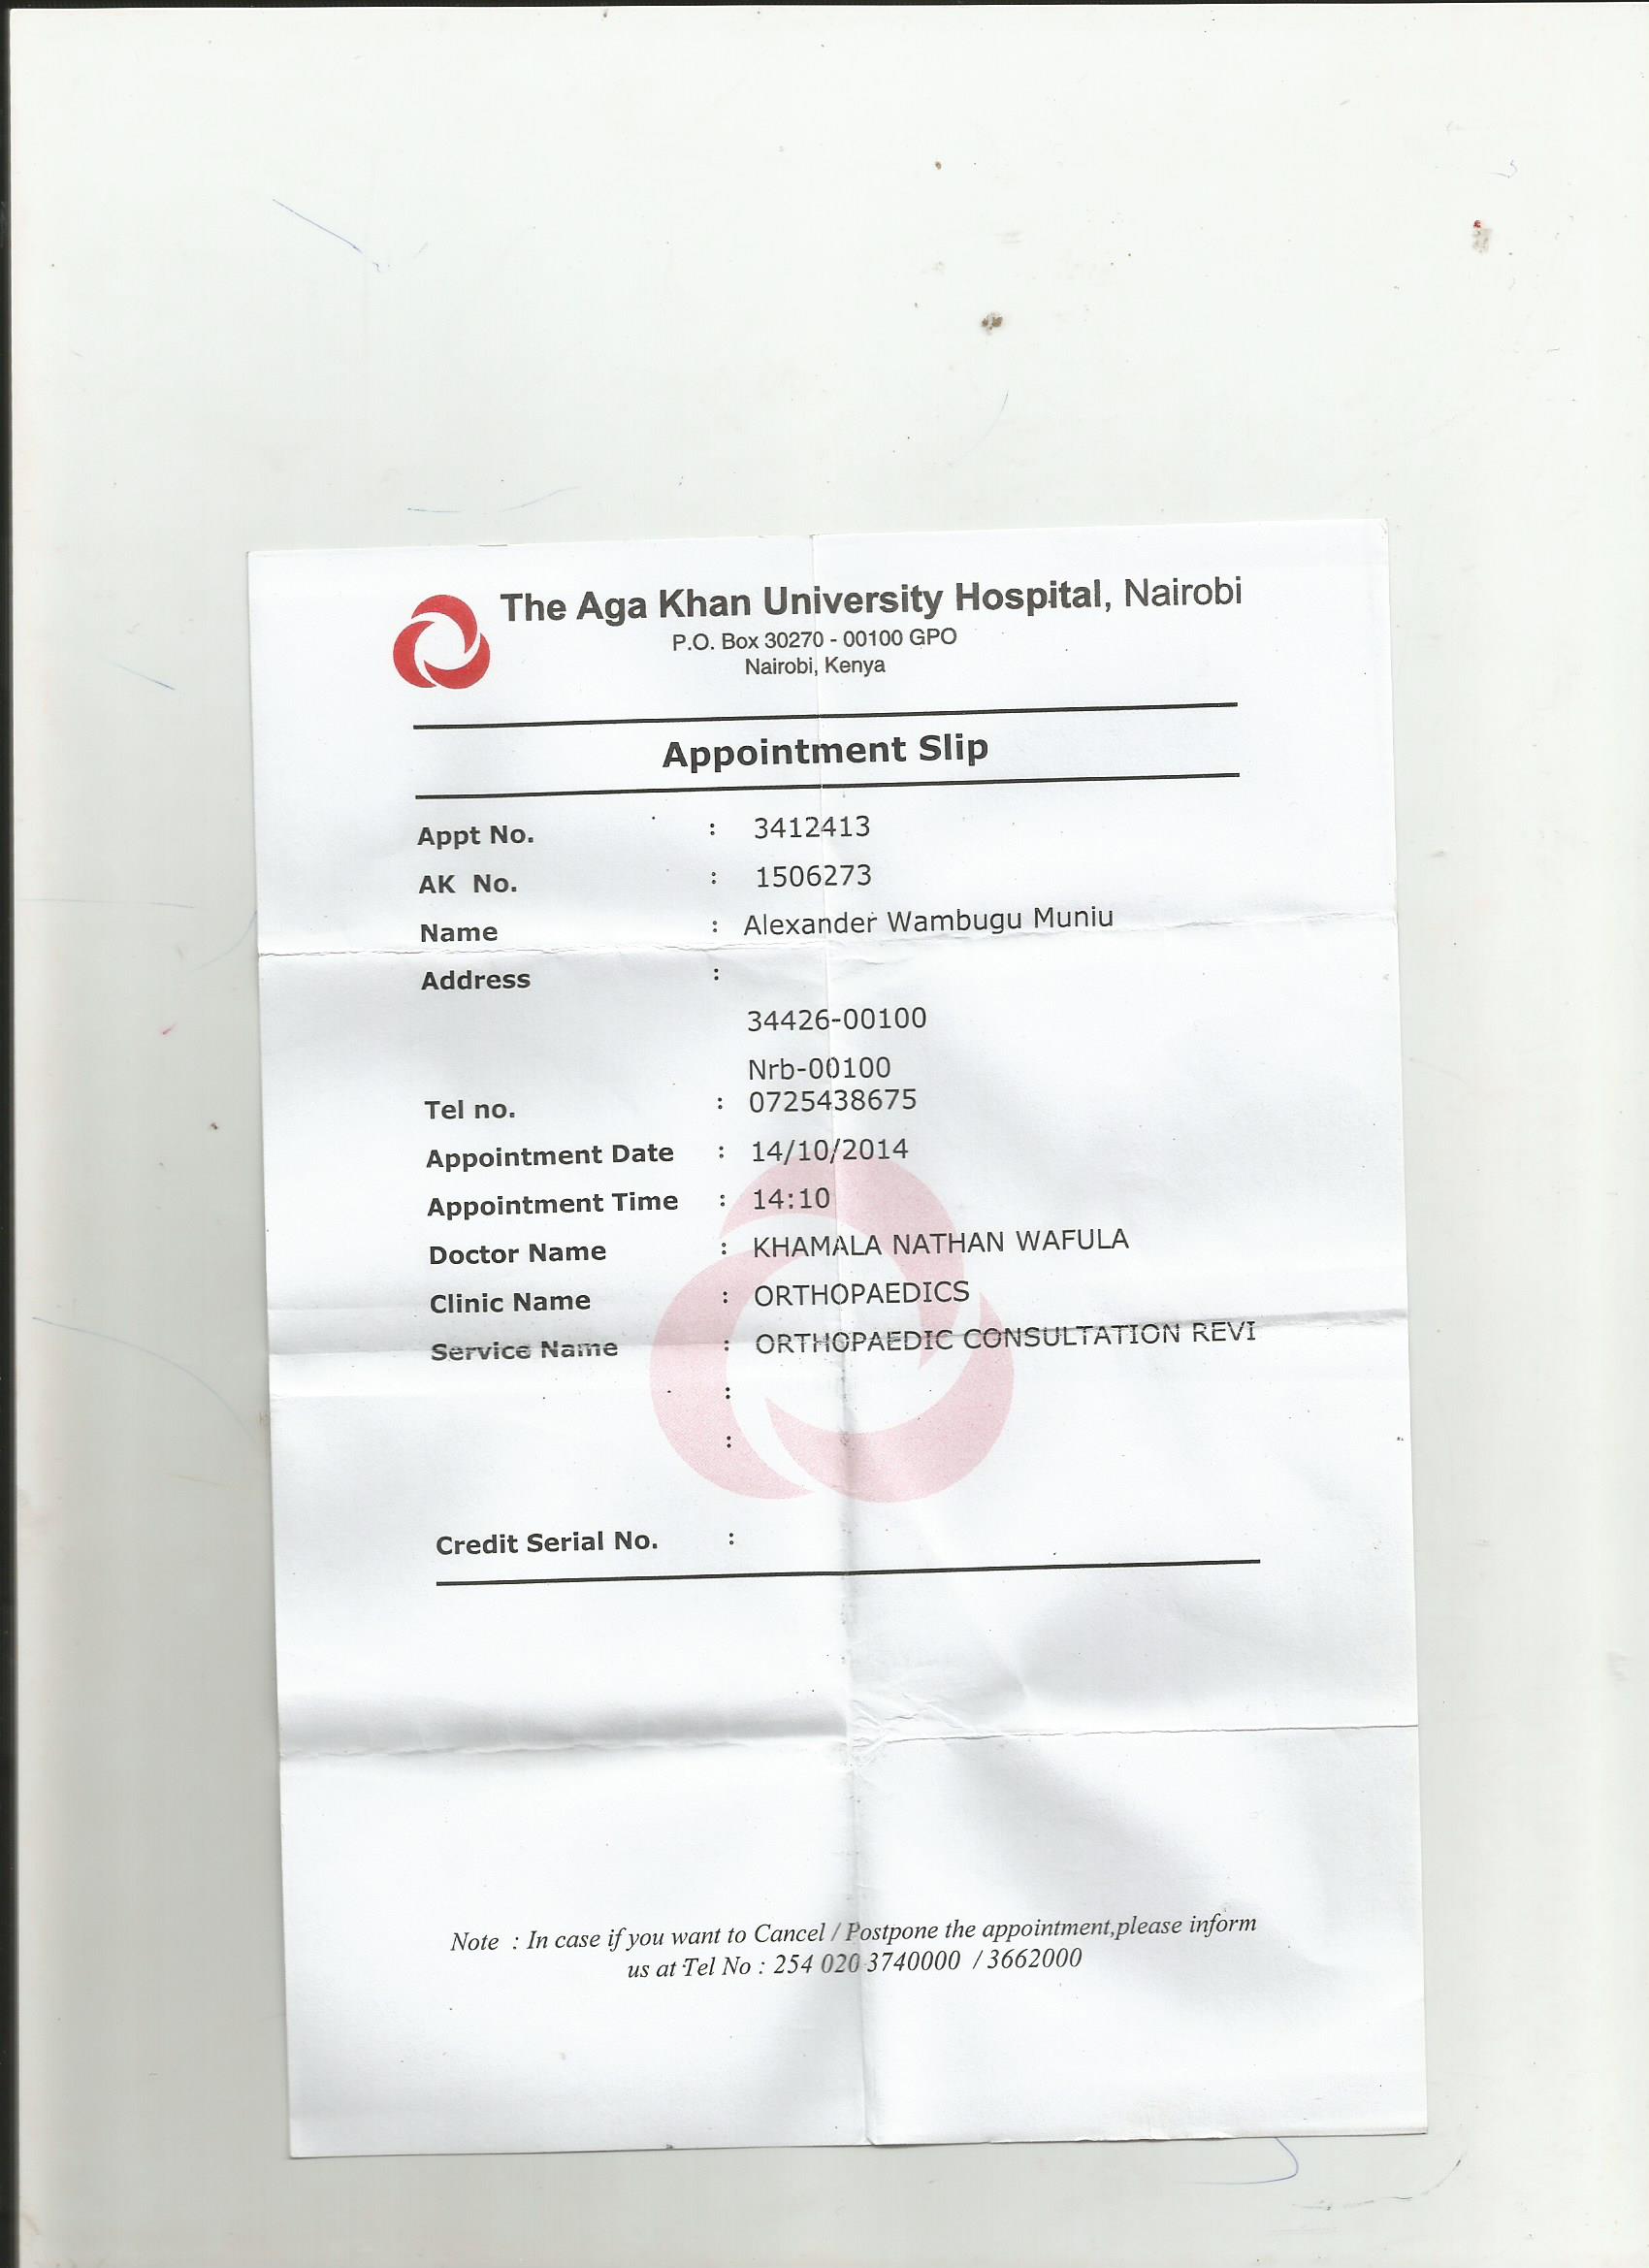 The Aga Khan University Hospital, Nairobi
P.O. Box 30270 - 00100 GPO
Nairobi, Kenya
Appointment Slip
Appt No. : 3412413
AK No. : 1506273
Name : Alexander Wambugu Muniu
Address :
34426-00100
Nrb-00100
Tel no. : 0725438675
Appointment Date : 14/10/2014
Appointment Time : 14:10
Doctor Name : KHAMALA NATHAN WAFULA
Clinic Name : ORTHOPAEDICS
Service Name : ORTHOPAEDIC CONSULTATION REVI
:
:
Credit Serial No. :
Note : In case if you want to Cancel / Postpone the appointment,please inform
us at Tel No : 254 020 3740000 / 3662000